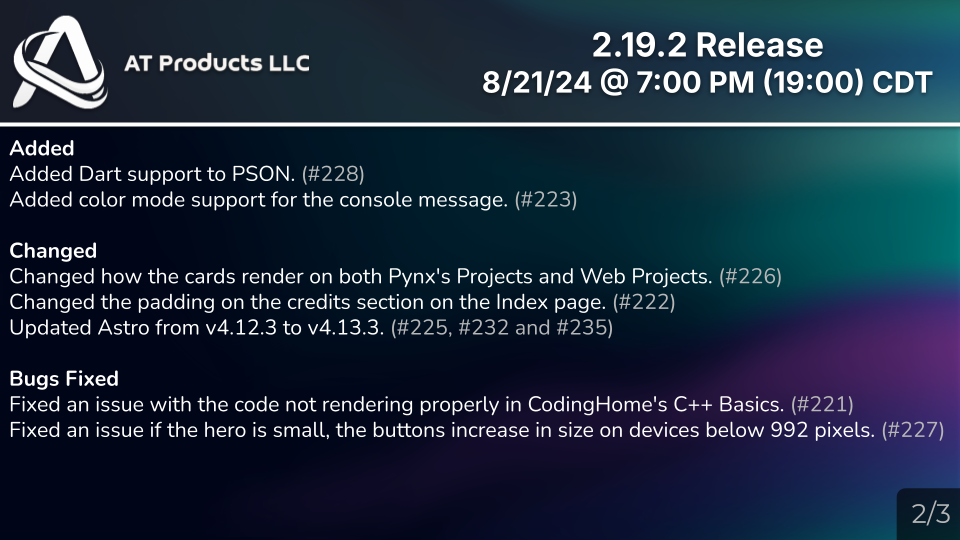 AT Products LLC
2.19.2 Release
8/21/24 @ 7:00 PM (19:00) CDT
Added
Added Dart support to PSON. (#228)
Added color mode support for the console message. (#223)
Changed
Changed how the cards render on both Pynx's Projects and Web Projects. (#226)
Changed the padding on the credits section on the Index page. (#222)
Updated Astro from v4.12.3 to v4.13.3. (#225, #232 and #235)
Bugs Fixed
Fixed an issue with the code not rendering properly in CodingHome's C++ Basics. (#221)
Fixed an issue if the hero is small, the buttons increase in size on devices below 992 pixels. (#227)
2/3